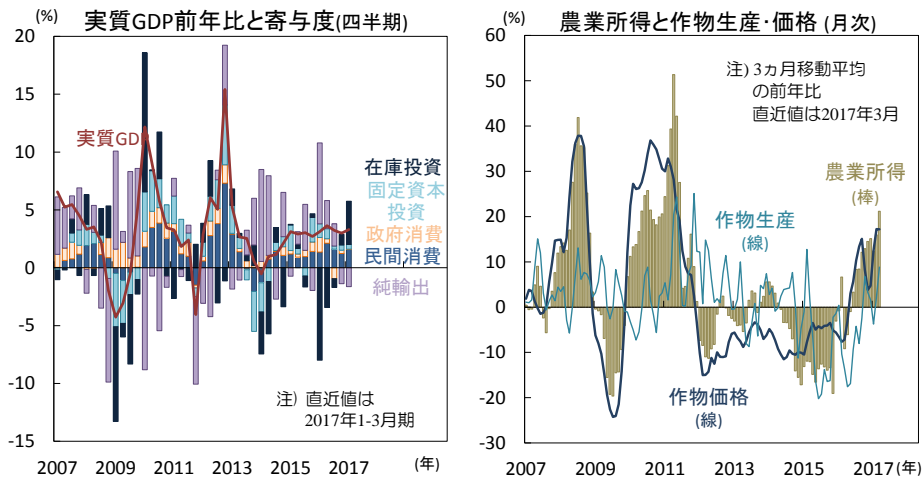 実質GDP前年比と寄与度(四半期)
(%)
20
15
10
5
0
-5
-10
-15
実質GDP
在庫投資
固定資本
投資
政府消費
民間消費
純輸出
注) 直近値は
2017年1-3月期
2007
2009
2011
2013
2015
2017
(年)
農業所得と作物生産・価格 (月次)
(%)
60
50
40
30
20
10
0
-10
-20
-30
注) 3ヵ月移動平均
の前年比
直近値は2017年3月
農業所得
(棒)
作物生産
(線)
作物価格
(線)
2007
2009
2011
2013
2015
2017
(年)